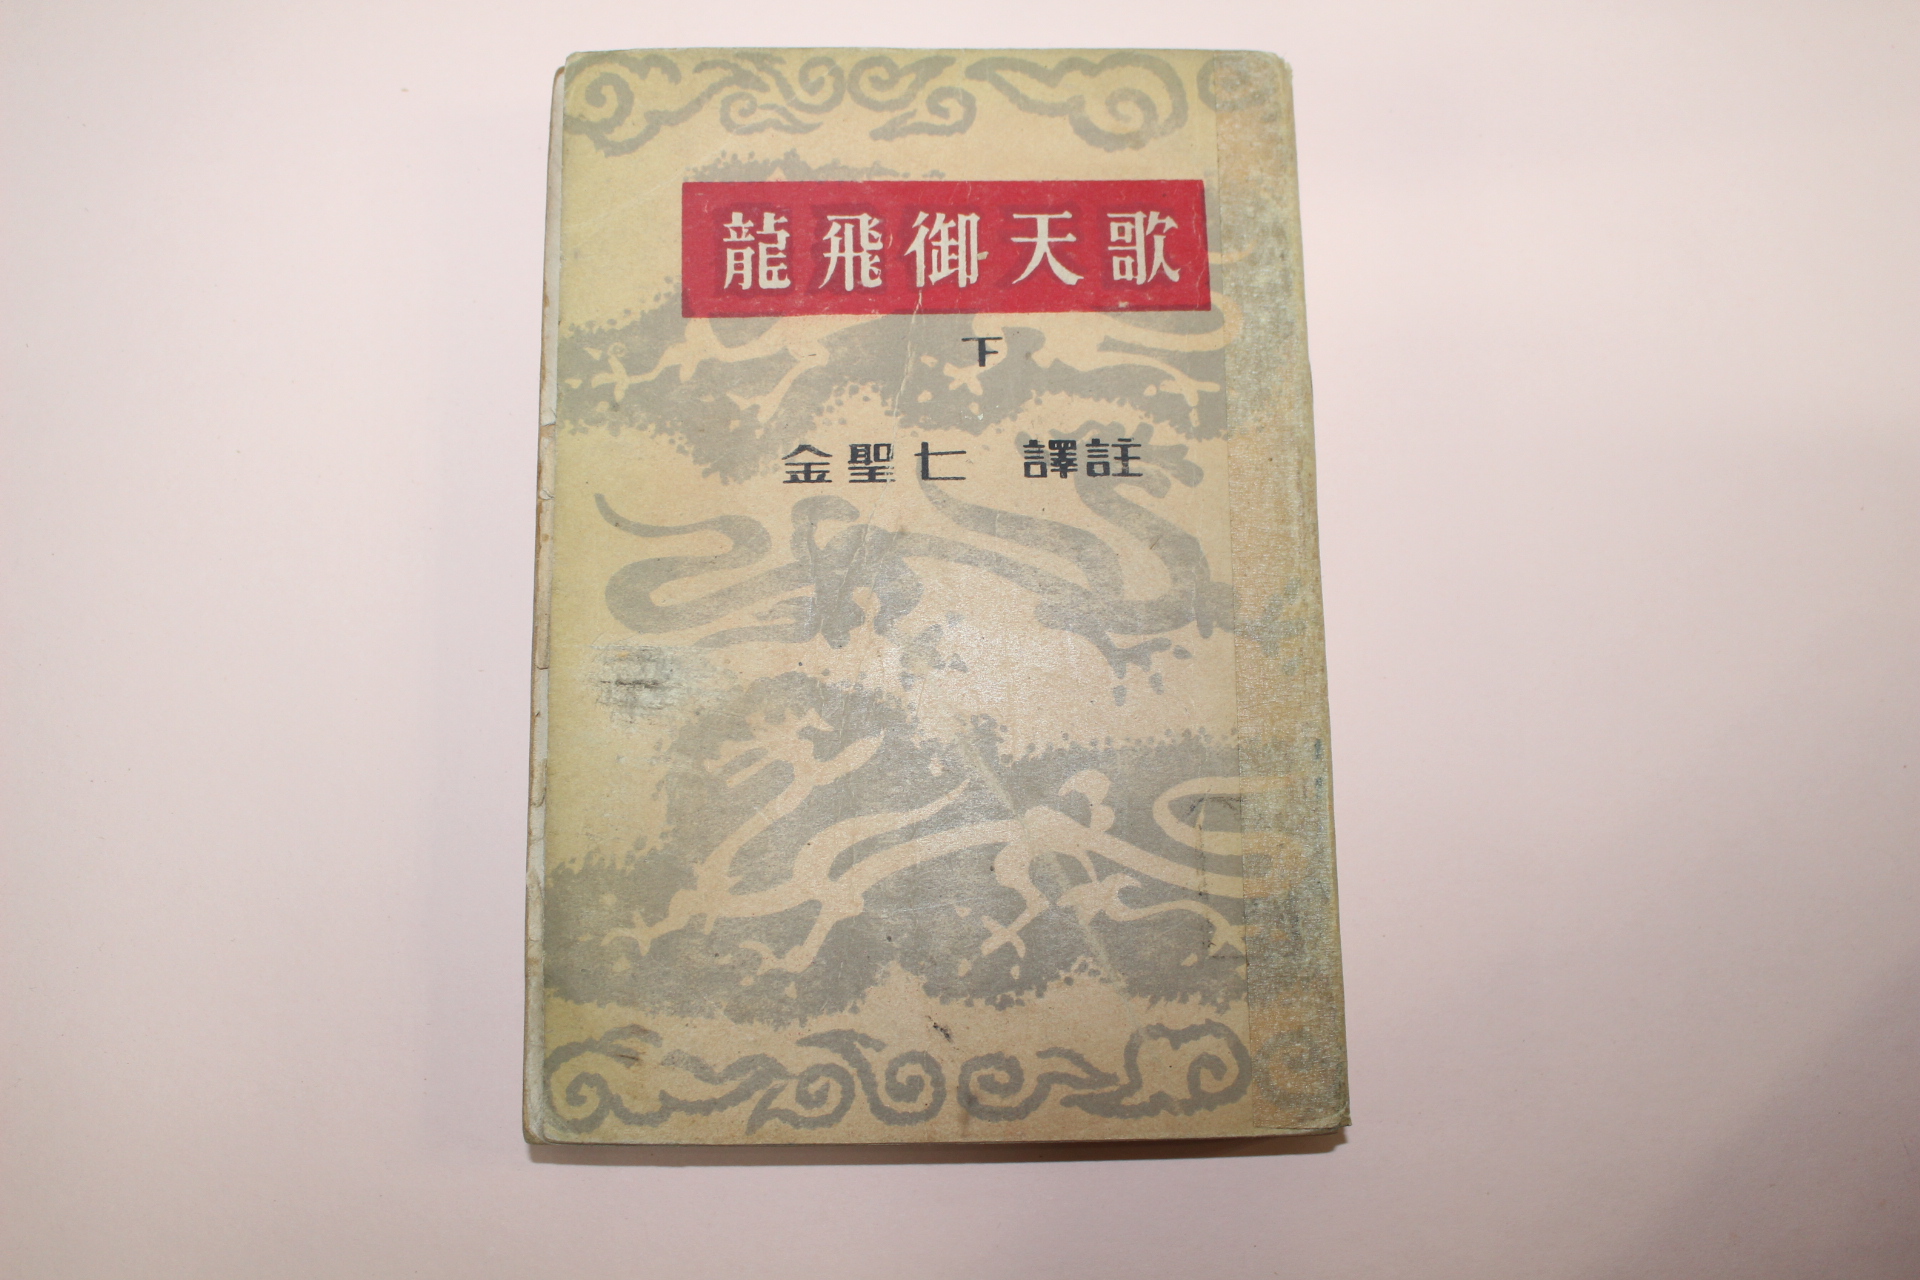 龍飛御天歌
下
金聖七 譯註